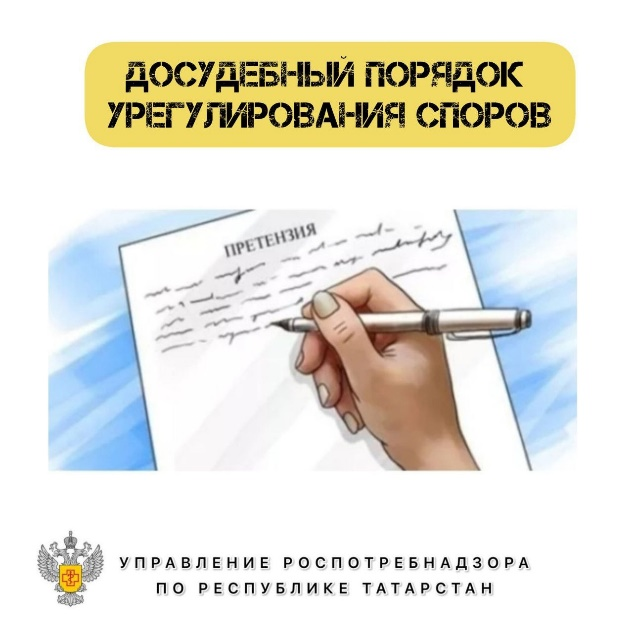 ДОСУДЕБНЫЙ ПОРЯДОК
УРЕГУЛИРОВАНИЯ СПОРОВ
ПРЕТЕНЗИЯ
УПРАВЛЕНИЕ РОСПОТРЕБНАДЗОРА
ПО РЕСПУБЛИКЕ ТАТАРСТАН